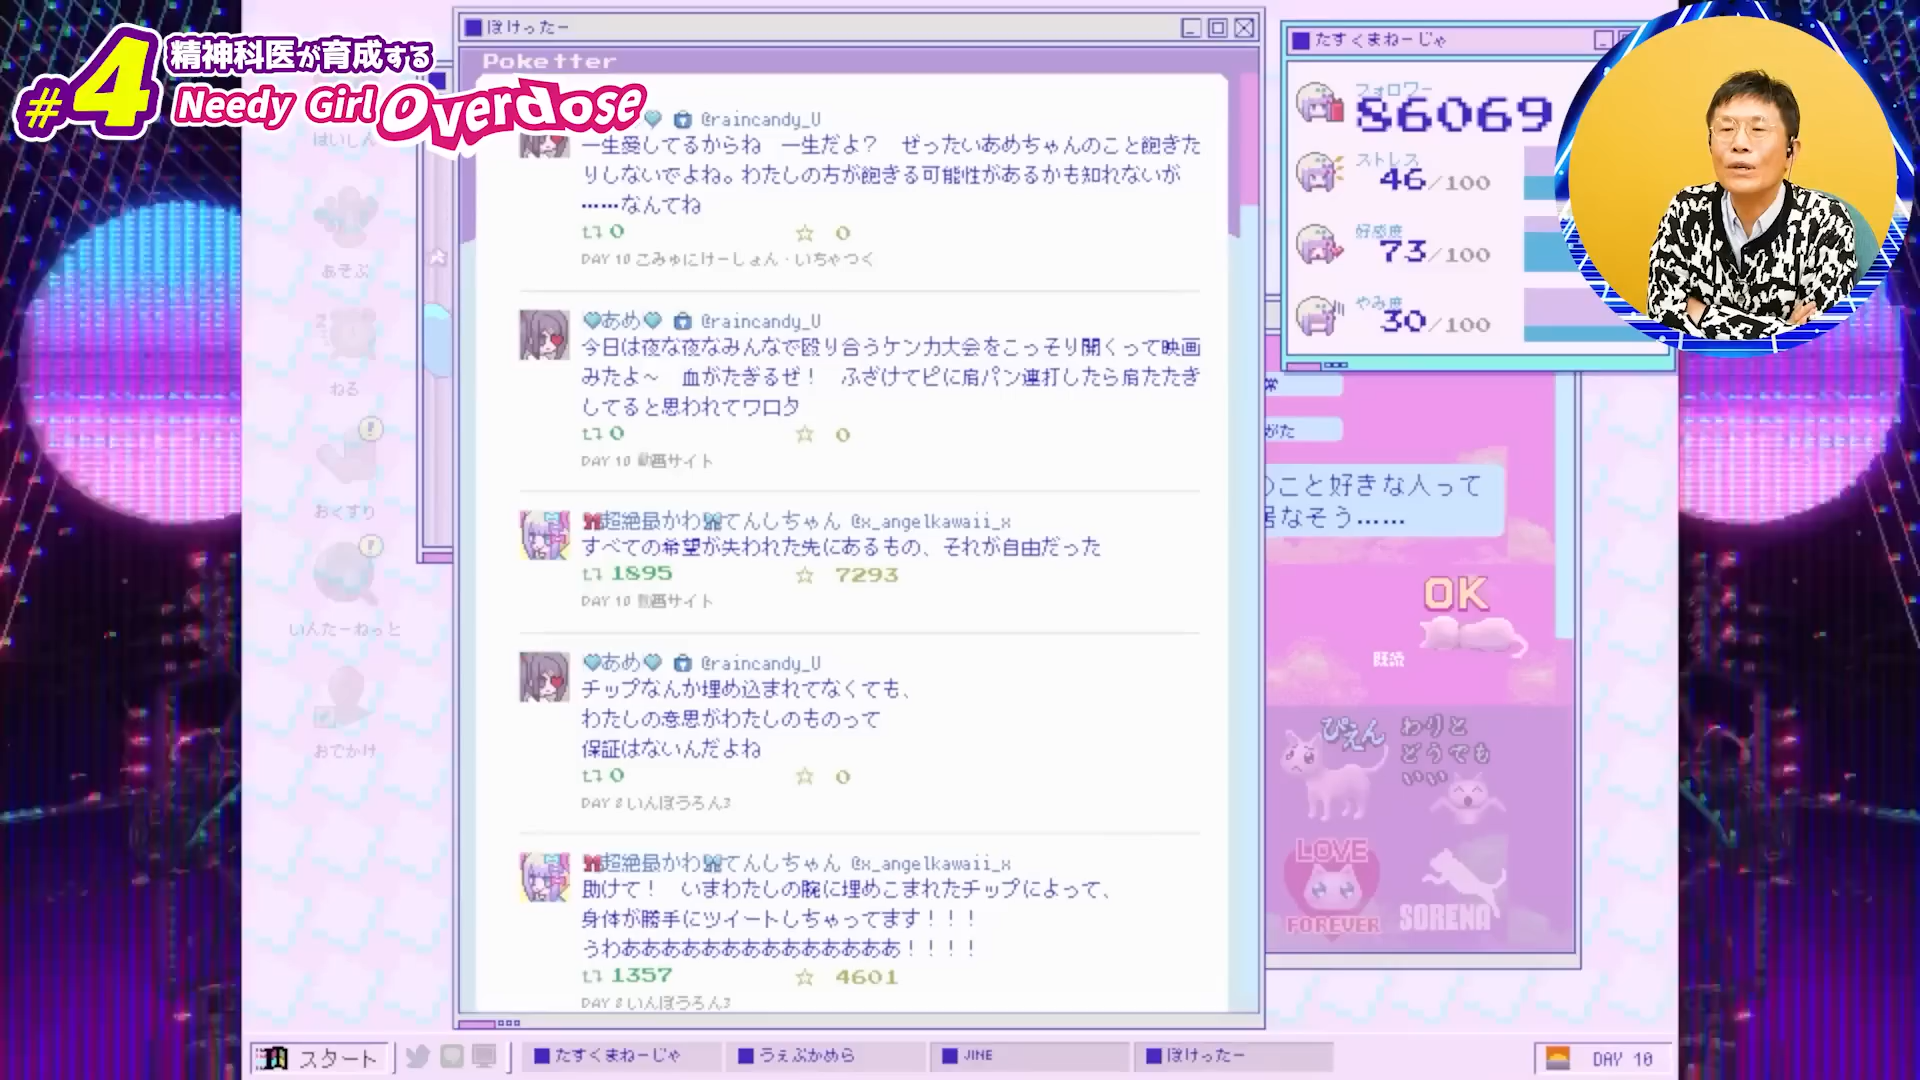 #4
精神科医が育成する
Needy Girl Overdose
はいしん
あそぶ
ねる
おくすり
いんたーねっと
おでかけ
ぽけったー
Poketter
@raincandy_U
一生愛してるからね　一生だよ？　ぜったいあめちゃんのこと飽きた
りしないでよね。わたしの方が飽きる可能性があるかも知れないが
……なんてね
0 0
DAY 10 こみゅにけーしょん・いちゃつく
あめ @raincandy_U
今日は夜な夜なみんなで殴り合うケンカ大会をこっそり開くって映画
みたよ～　血がたぎるぜ！　ふざけてピに肩パン連打したら肩たたき
してると思われてワロタ
0 0
DAY 10 動画サイト
超絶最かわてんしちゃん @x_angelkawaii_x
すべての希望が失われた先にあるもの、それが自由だった
1895 7293
DAY 10 動画サイト
あめ @raincandy_U
チップなんか埋め込まれてなくても、
わたしの意思がわたしのものって
保証はないんだよね
0 0
DAY 8 いんぼうろん3
超絶最かわてんしちゃん @x_angelkawaii_x
助けて！　いまわたしの腕に埋めこまれたチップによって、
身体が勝手にツイートしちゃってます！！！
うわああああああああああああああ！！！！
1357 4601
DAY 8 いんぼうろん3
たすくまねーじゃ
フォロワー
86069
ストレス
46/100
好感度
73/100
やみ度
30/100
常
がた
のこと好きな人って
居なそう……
OK
既読
ぴえん
わりと
どうでも
いい
LOVE
FOREVER
SORENA
スタート
たすくまねーじゃ
うぇぶかめら
JINE
ぽけったー
DAY 10